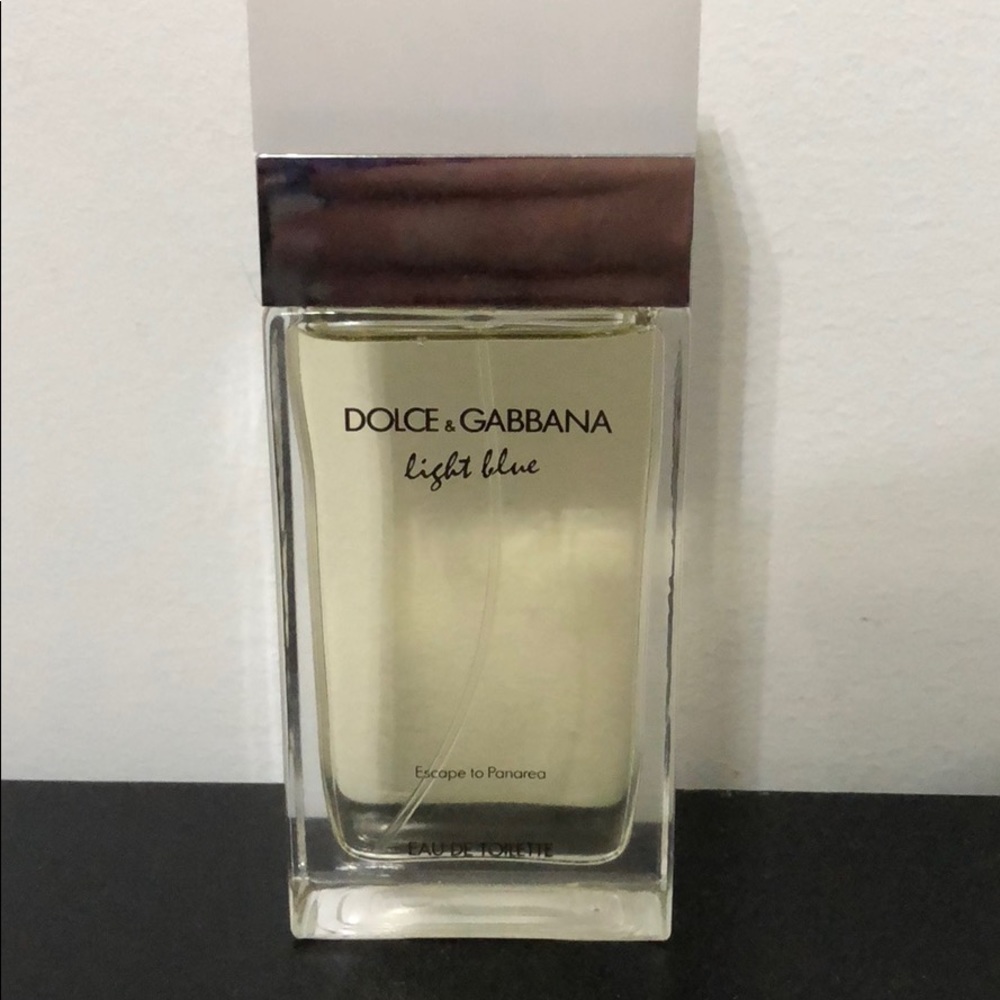 DOLCE & GABBANA
light blue
Escape to Panarea
EAU DE TOILETTE